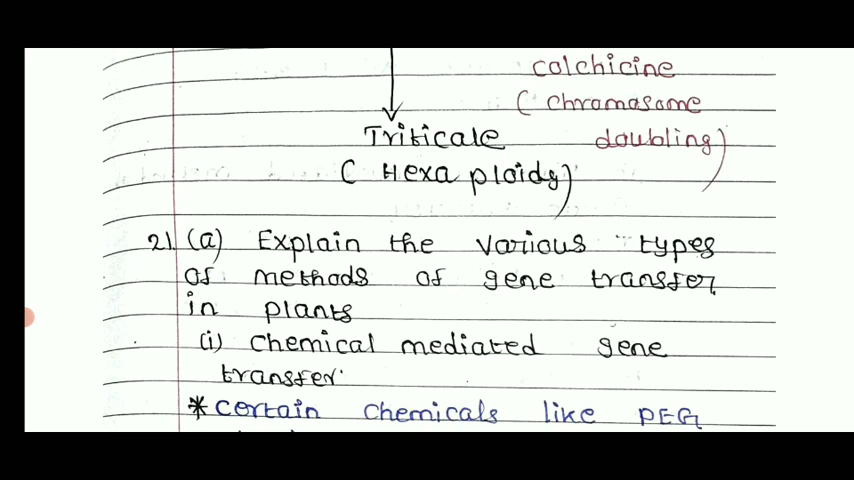 colchicine
( chromasome
Triticale doubling)
( Hexa ploidy)
21. (a) Explain the various types
of methods of gene transfer
in plants
(i) chemical mediated gene
transfer.
* certain chemicals like PEG